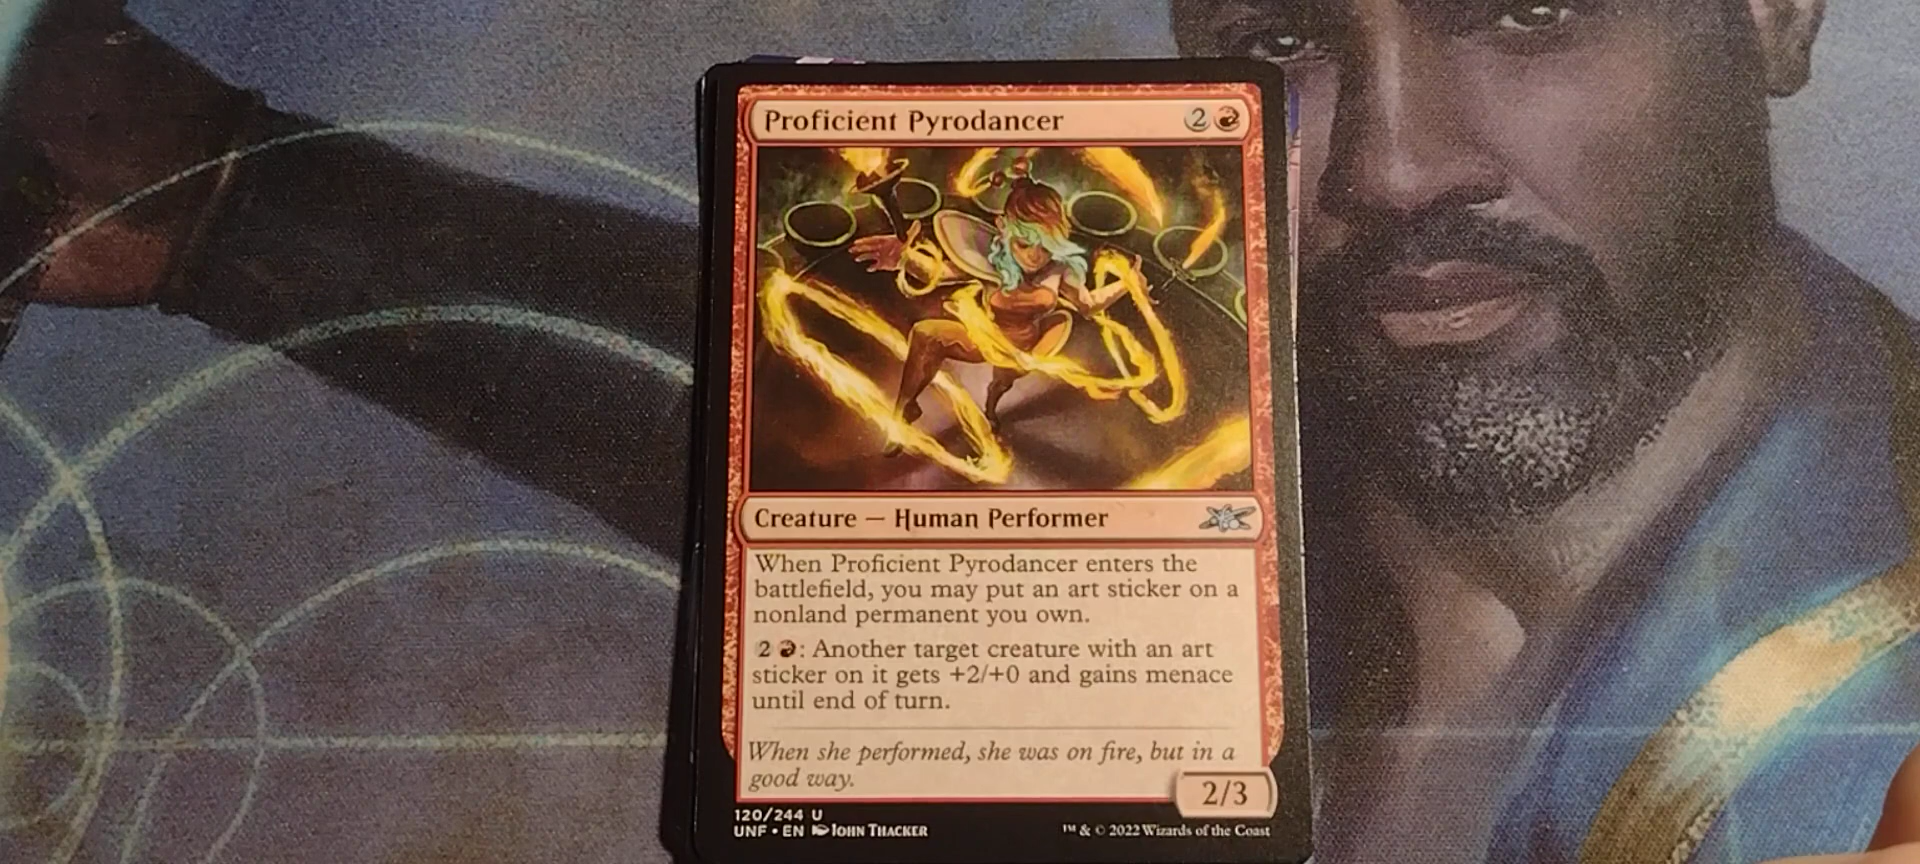 Proficient Pyrodancer 2
Creature — Human Performer
When Proficient Pyrodancer enters the
battlefield, you may put an art sticker on a
nonland permanent you own.
2 : Another target creature with an art
sticker on it gets +2/+0 and gains menace
until end of turn.
When she performed, she was on fire, but in a
good way.
2/3
120/244 U
UNF • EN John Thacker
™ & © 2022 Wizards of the Coast